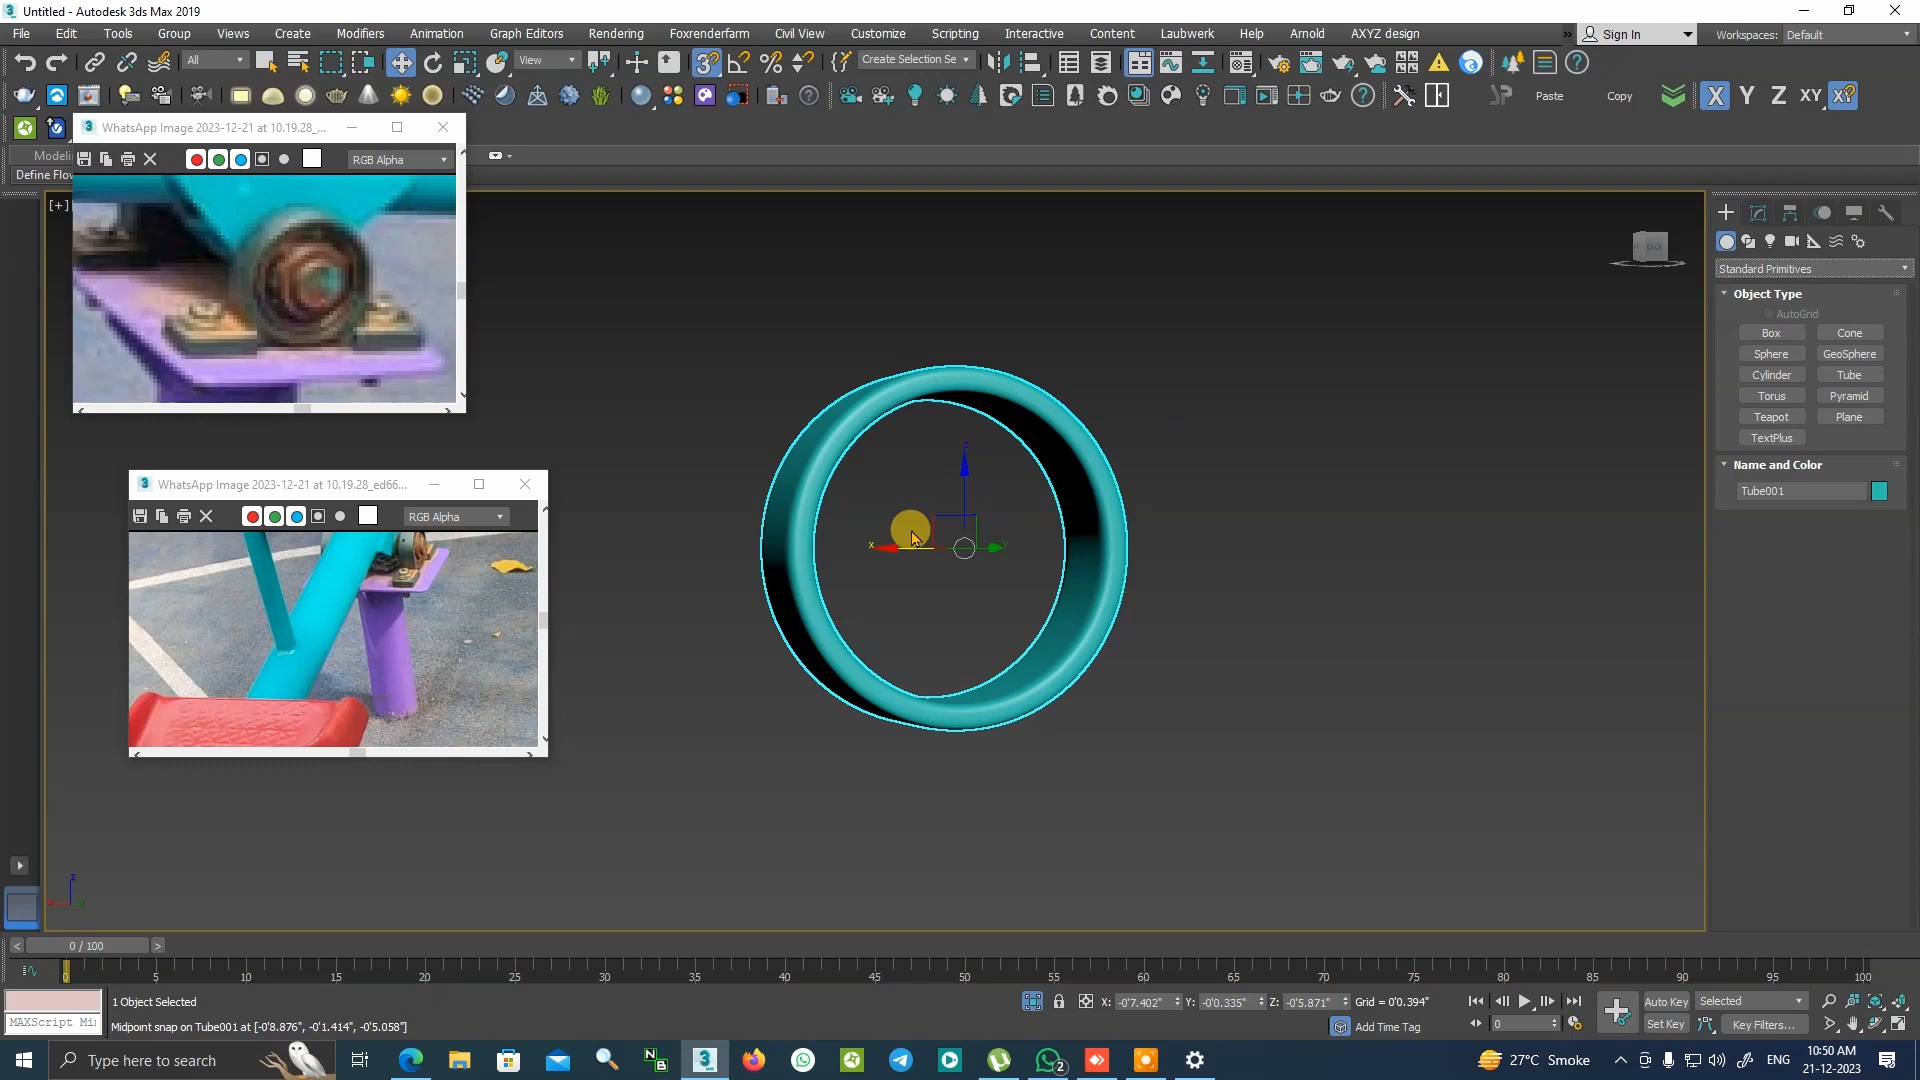 Untitled - Autodesk 3ds Max 2019
File Edit Tools Group Views Create Modifiers Animation Graph Editors Rendering Foxrenderfarm Civil View Customize Scripting Interactive Content Laubwerk Help Arnold AXYZ design
Sign In
Workspaces: Default
All
View
Create Selection Se
Paste
Copy
X Y Z XY
WhatsApp Image 2023-12-21 at 10.19.28_...
RGB Alpha
Define Flo
[+]
WhatsApp Image 2023-12-21 at 10.19.28_ed66...
RGB Alpha
BACK
x
y
z
Standard Primitives
Object Type
AutoGrid
Box Cone
Sphere GeoSphere
Cylinder Tube
Torus Pyramid
Teapot Plane
TextPlus
Name and Color
Tube001
z
0 / 100
0 5 10 15 20 25 30 35 40 45 50 55 60 65 70 75 80 85 90 95 100
1 Object Selected
X: -0'7.402" Y: -0'0.335" Z: -0'5.871" Grid = 0'0.394"
Auto Key Selected
MAXScript Mi
Midpoint snap on Tube001 at [-0'8.876", -0'1.414", -0'5.058"]
Add Time Tag
0
Set Key Key Filters...
Type here to search
27°C Smoke
ENG
10:50 AM
21-12-2023